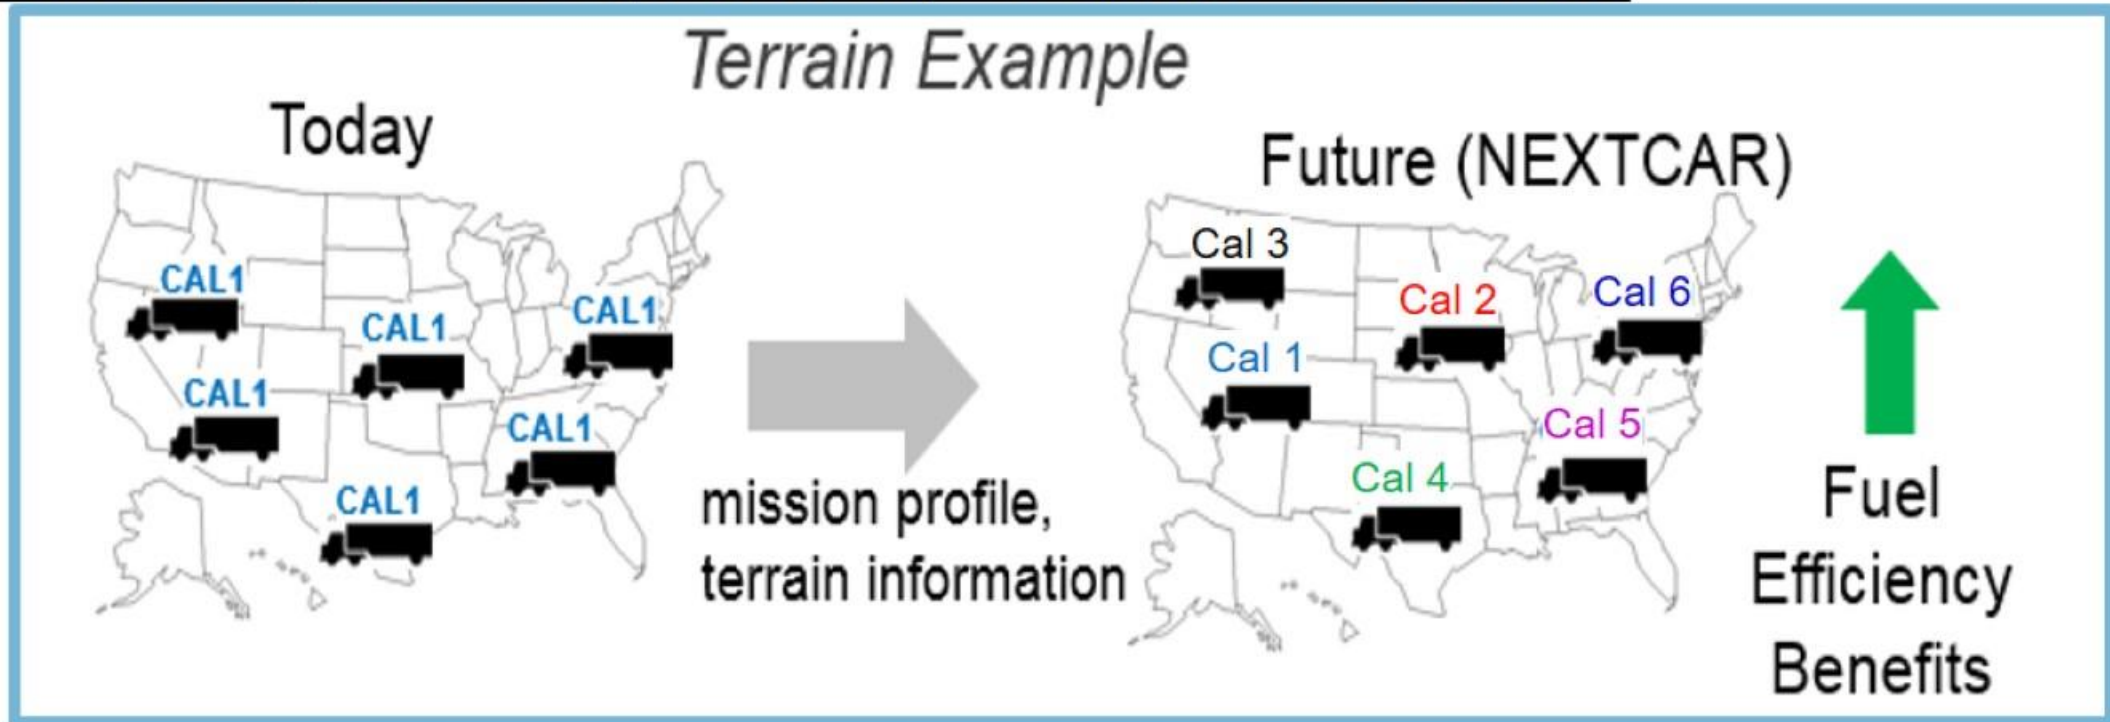 Terrain Example
Today
CAL1
CAL1
CAL1
CAL1
CAL1
CAL1
mission profile,
terrain information
Future (NEXTCAR)
Cal 3
Cal 2
Cal 6
Cal 1
Cal 5
Cal 4
Fuel
Efficiency
Benefits